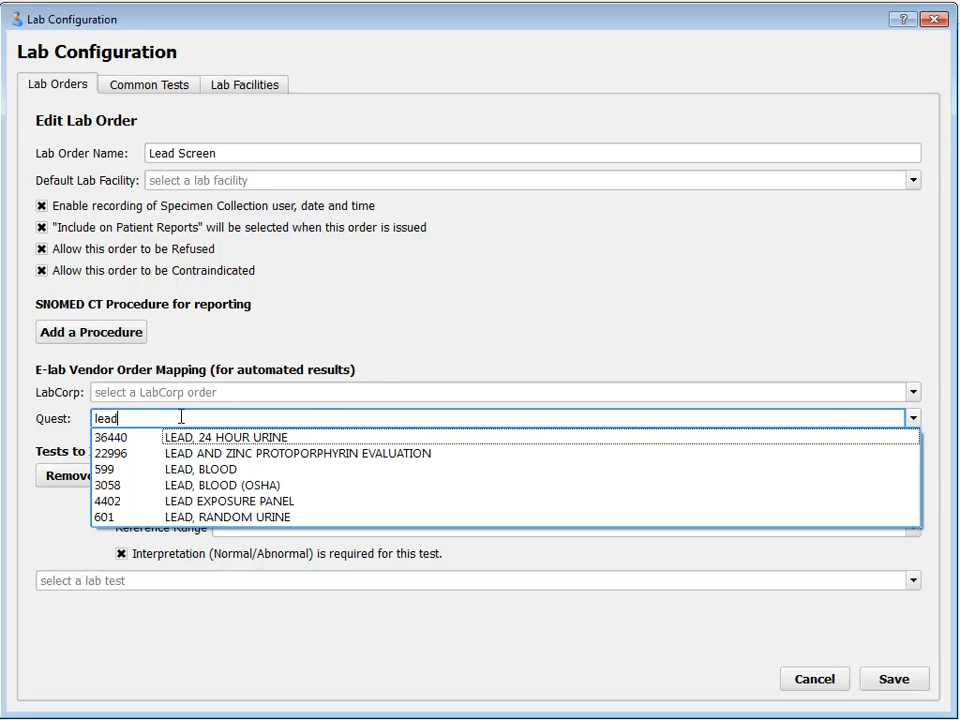 Lab Configuration
Lab Configuration
Lab Orders Common Tests Lab Facilities
Edit Lab Order
Lab Order Name: Lead Screen
Default Lab Facility: select a lab facility
Enable recording of Specimen Collection user, date and time
"Include on Patient Reports" will be selected when this order is issued
Allow this order to be Refused
Allow this order to be Contraindicated
SNOMED CT Procedure for reporting
Add a Procedure
E-lab Vendor Order Mapping (for automated results)
LabCorp: select a LabCorp order
Quest: lead
36440 LEAD, 24 HOUR URINE
22996 LEAD AND ZINC PROTOPORPHYRIN EVALUATION
Tests to
599 LEAD, BLOOD
Remove
3058 LEAD, BLOOD (OSHA)
4402 LEAD EXPOSURE PANEL
601 LEAD, RANDOM URINE
Reference Range
Interpretation (Normal/Abnormal) is required for this test.
select a lab test
Cancel Save